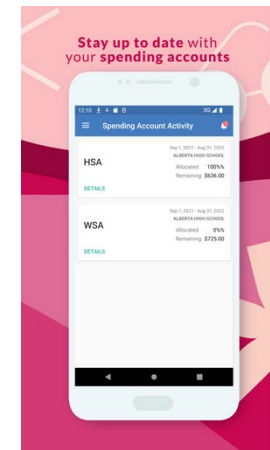 Stay up to date with
your spending accounts
12:10
3G
Spending Account Activity
Sep 1, 2021 - Aug 31, 2022
ALBERTA HIGH SCHOOL
HSA
Allocated 100%%
Remaining $636.00
DETAILS
Sep 1, 2021 - Aug 31, 2022
ALBERTA HIGH SCHOOL
WSA
Allocated 0%%
Remaining $725.00
DETAILS